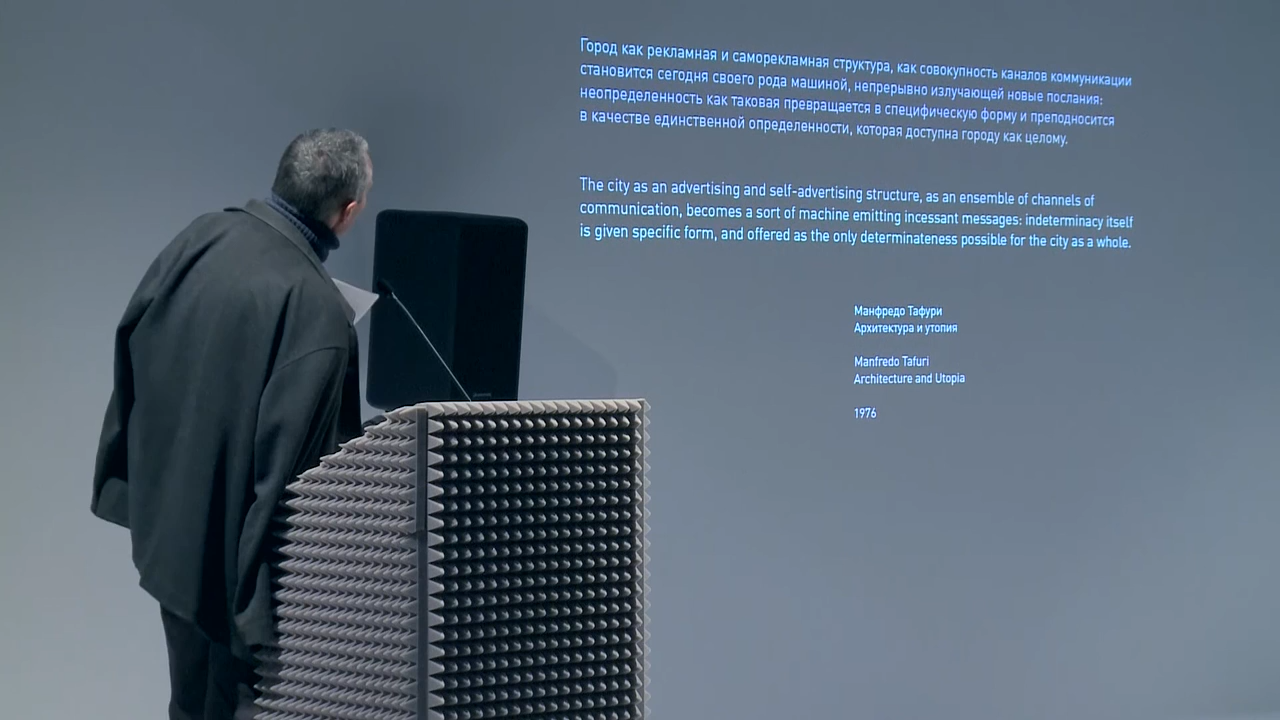 Город как рекламная и саморекламная структура, как совокупность каналов коммуникации
становится сегодня своего рода машиной, непрерывно излучающей новые послания:
неопределенность как таковая превращается в специфическую форму и преподносится
в качестве единственной определенности, которая доступна городу как целому.
The city as an advertising and self-advertising structure, as an ensemble of channels of
communication, becomes a sort of machine emitting incessant messages: indeterminacy itself
is given specific form, and offered as the only determinateness possible for the city as a whole.
Манфредо Тафури
Архитектура и утопия
Manfredo Tafuri
Architecture and Utopia
1976